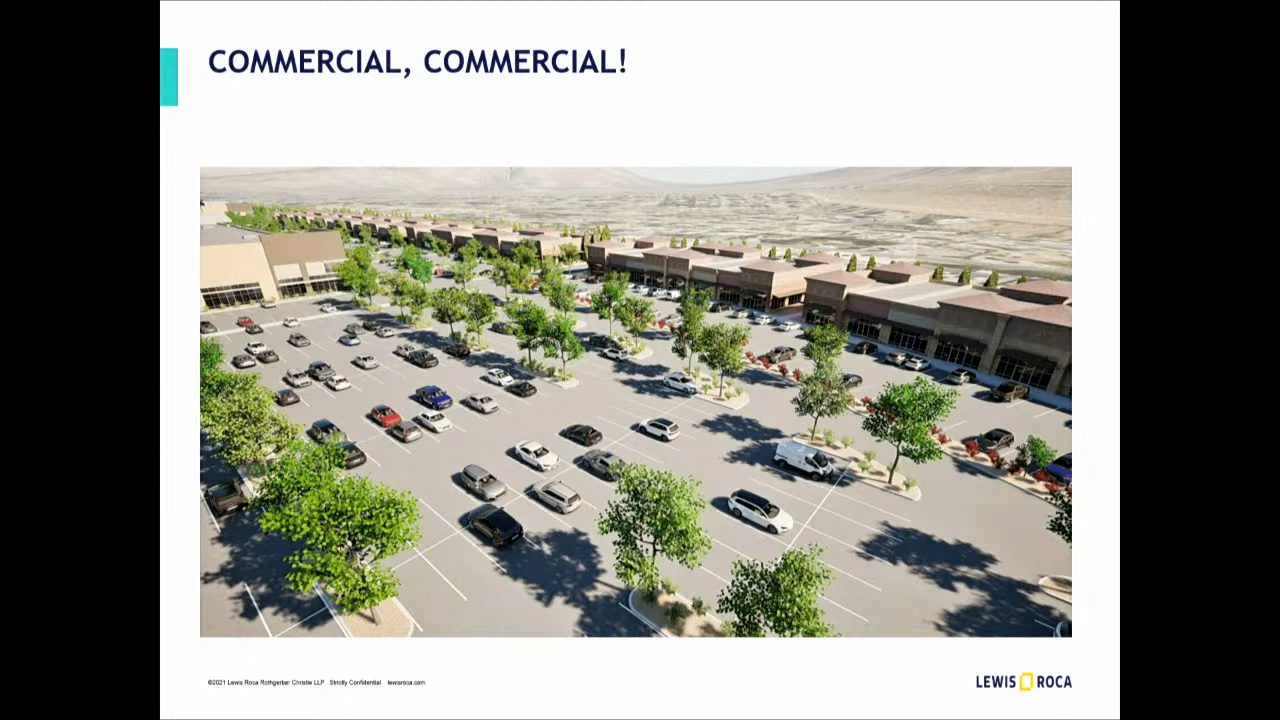 COMMERCIAL, COMMERCIAL!
©2021 Lewis Roca Rothgerber Christie LLP Strictly Confidential lewisroca.com
LEWIS ROCA